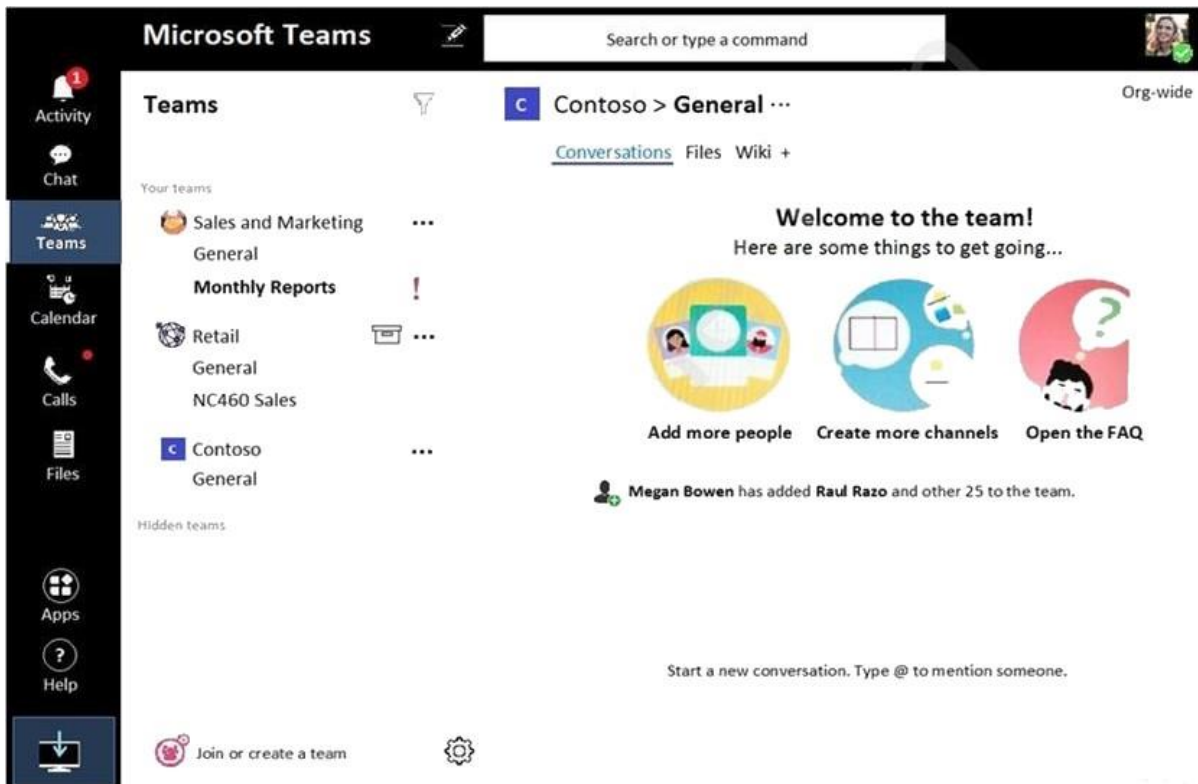 Microsoft Teams
Search or type a command
1
Activity
Chat
Teams
Calendar
Calls
Files
Apps
Help
Teams
Your teams
Sales and Marketing
General
Monthly Reports !
Retail
General
NC460 Sales
C Contoso
General
Hidden teams
Join or create a team
C Contoso > General ...
Org-wide
Conversations Files Wiki +
Welcome to the team!
Here are some things to get going...
Add more people Create more channels Open the FAQ
Megan Bowen has added Raul Razo and other 25 to the team.
Start a new conversation. Type @ to mention someone.